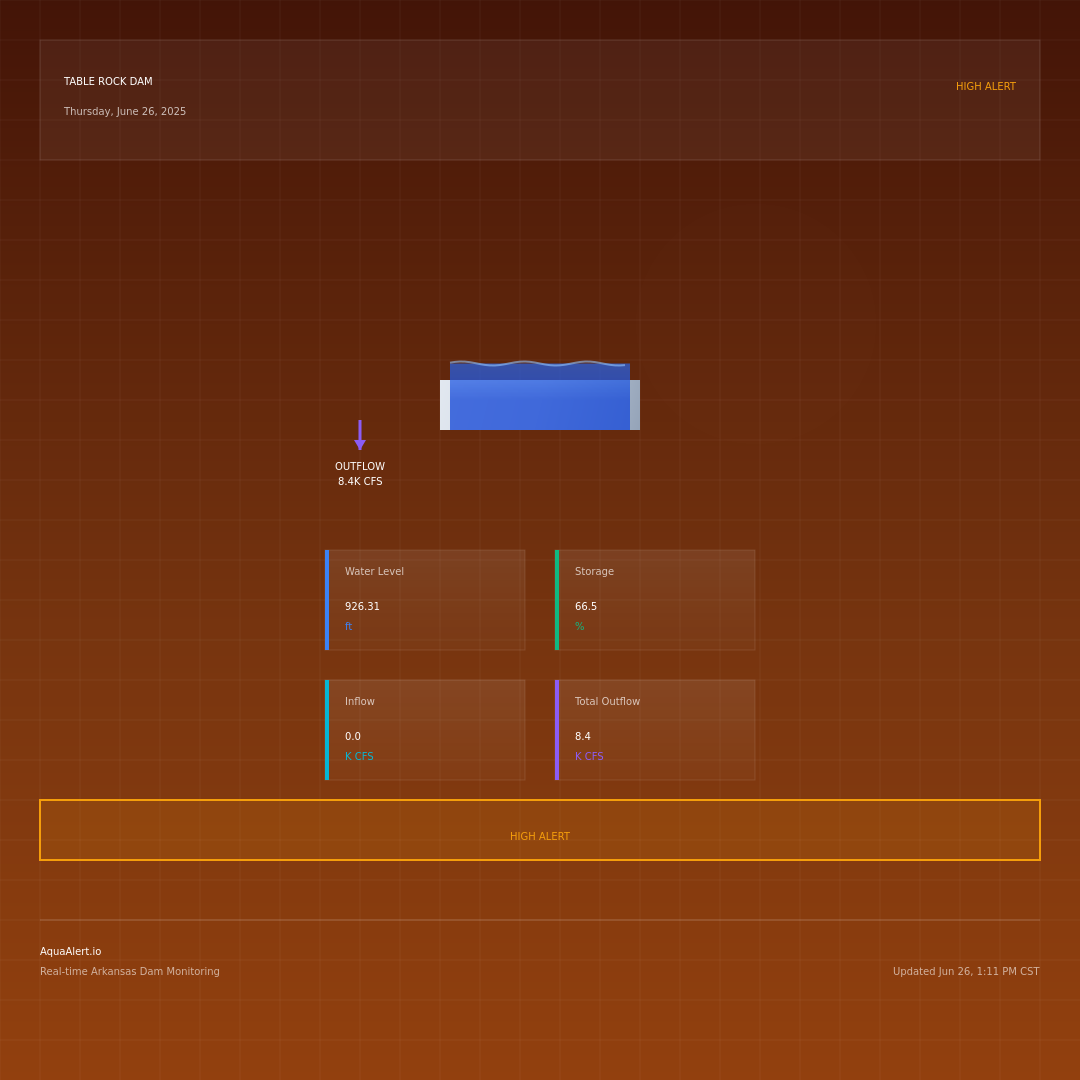 TABLE ROCK DAM
HIGH ALERT
Thursday, June 26, 2025
OUTFLOW
8.4K CFS
Water Level
926.31
ft
Storage
66.5
%
Inflow
0.0
K CFS
Total Outflow
8.4
K CFS
HIGH ALERT
AquaAlert.io
Real-time Arkansas Dam Monitoring
Updated Jun 26, 1:11 PM CST